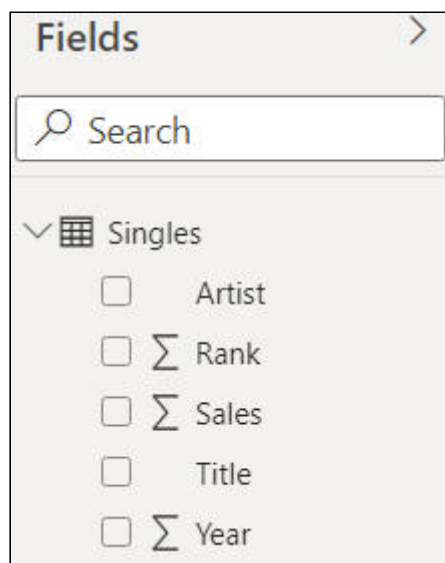 Fields
Search
Singles
Artist
∑ Rank
∑ Sales
Title
∑ Year